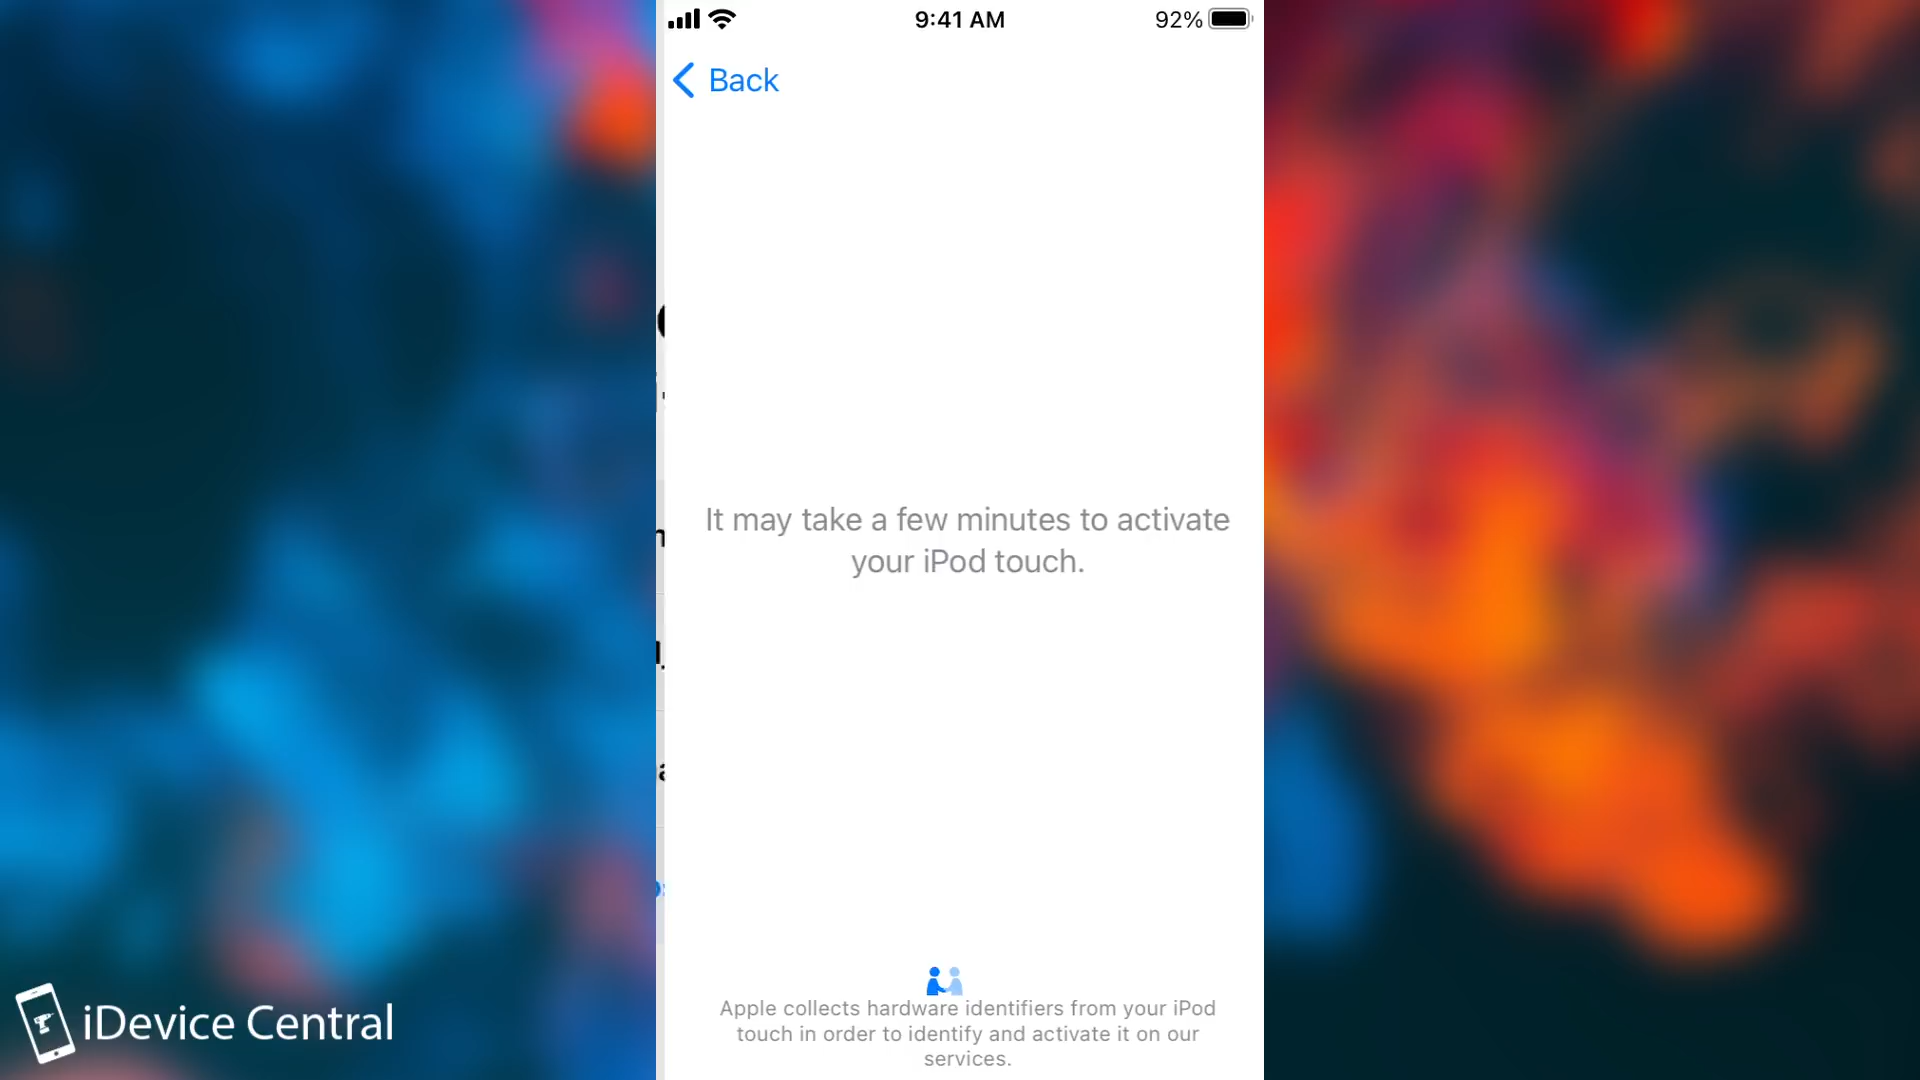 9:41 AM
92%
Back
It may take a few minutes to activate
your iPod touch.
Apple collects hardware identifiers from your iPod
touch in order to identify and activate it on our
services.
iDevice Central